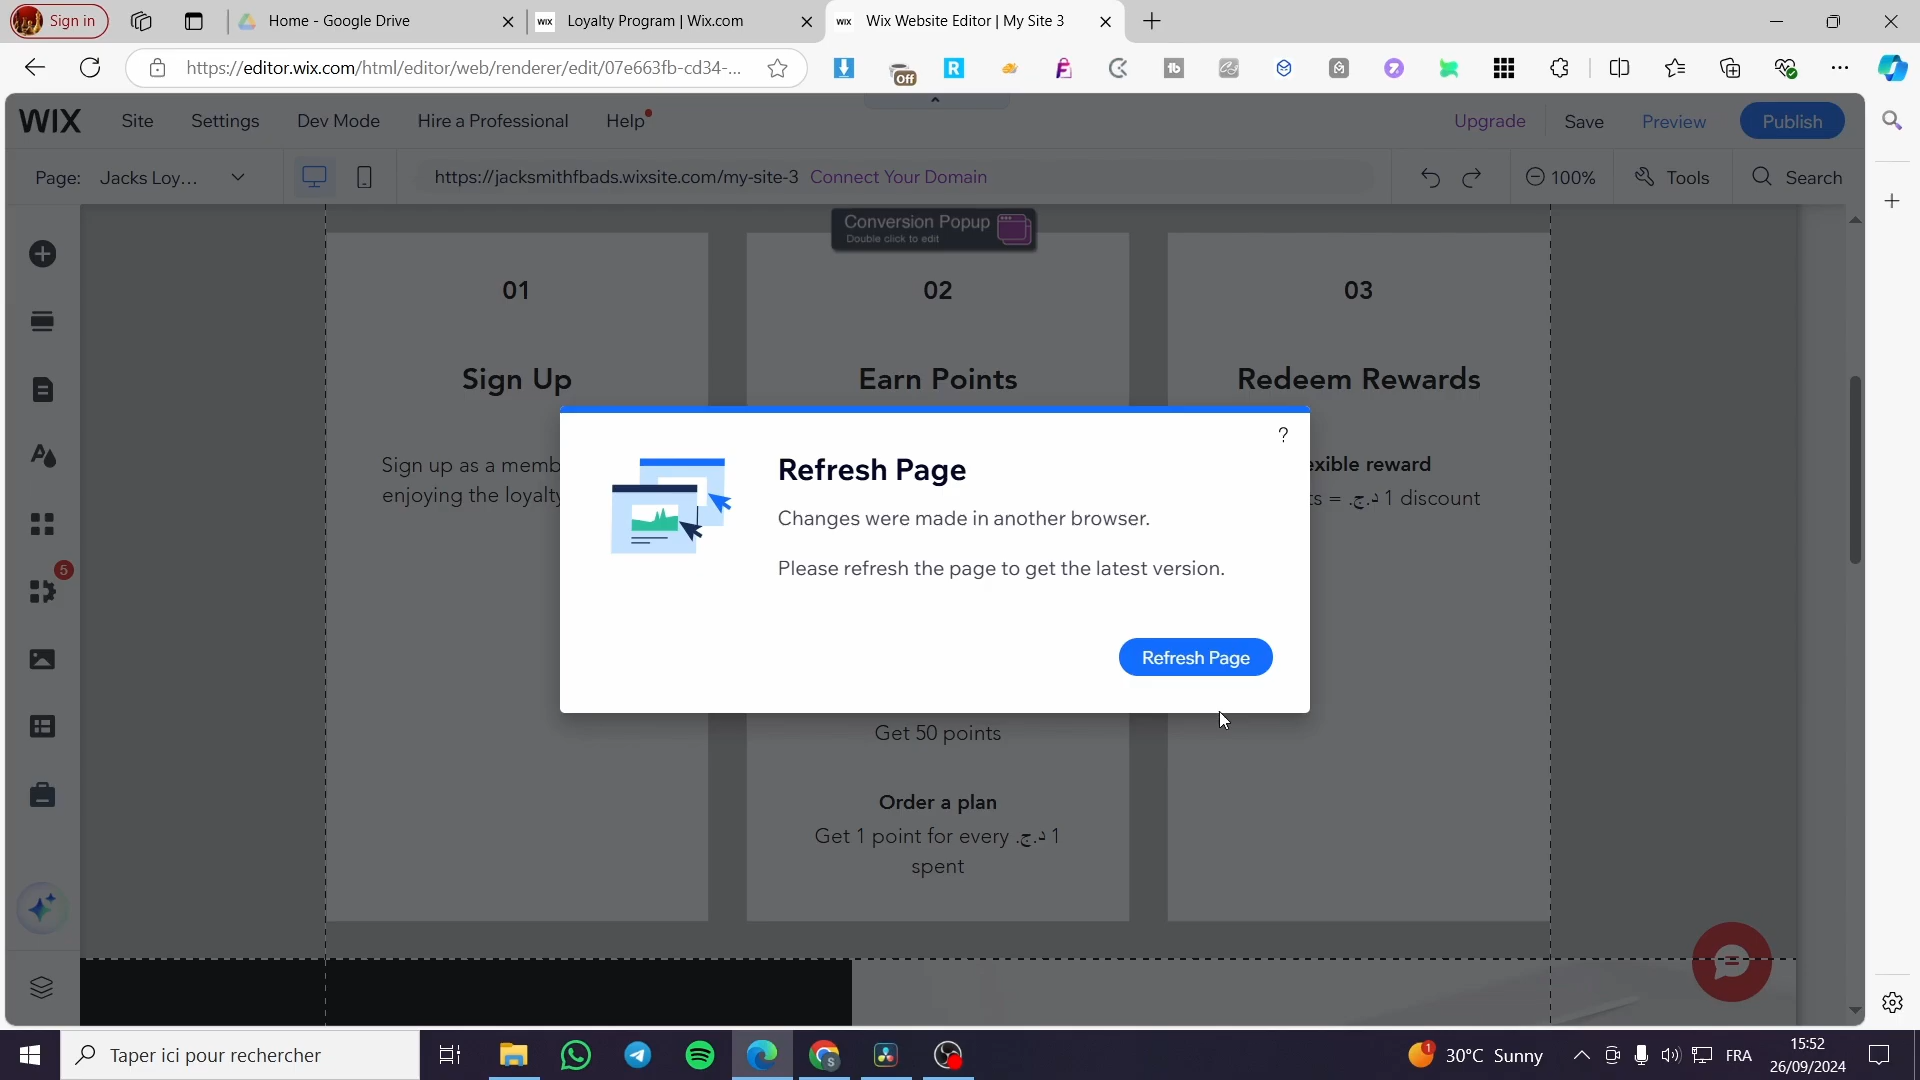 Sign in
Home - Google Drive
Loyalty Program | Wix.com
Wix Website Editor | My Site 3
https://editor.wix.com/html/editor/web/renderer/edit/07e663fb-cd34-...
Off
WIX
Site
Settings
Dev Mode
Hire a Professional
Help
Upgrade
Save
Preview
Publish
Page: Jacks Loy...
https://jacksmithfbads.wixsite.com/my-site-3 Connect Your Domain
100%
Tools
Search
Conversion Popup
Double click to edit
01
02
03
Sign Up
Earn Points
Redeem Rewards
Sign up as a memb
enjoying the loyalty
exible reward
ts = د.ج.‏ 1 discount
?
Refresh Page
Changes were made in another browser.
Please refresh the page to get the latest version.
Refresh Page
5
Get 50 points
Order a plan
Get 1 point for every د.ج.‏ 1
spent
Taper ici pour rechercher
1
30°C Sunny
FRA
15:52
26/09/2024